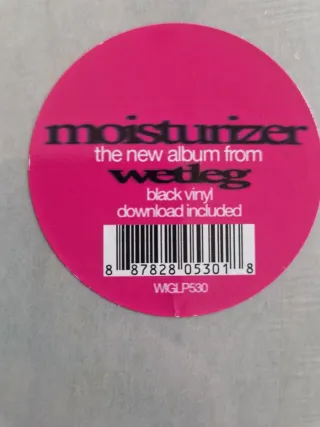 moisturizer
the new album from
wetleg
black vinyl
download included
8 87828 05301 8
WIGLP530